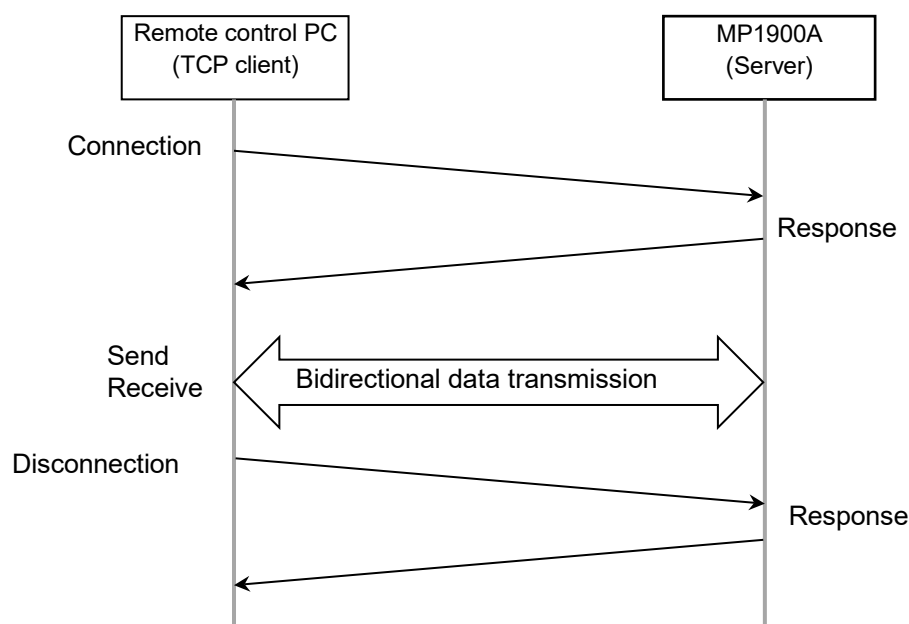 Remote control PC
(TCP client)
MP1900A
(Server)
Connection
Response
Send
Receive
Bidirectional data transmission
Disconnection
Response